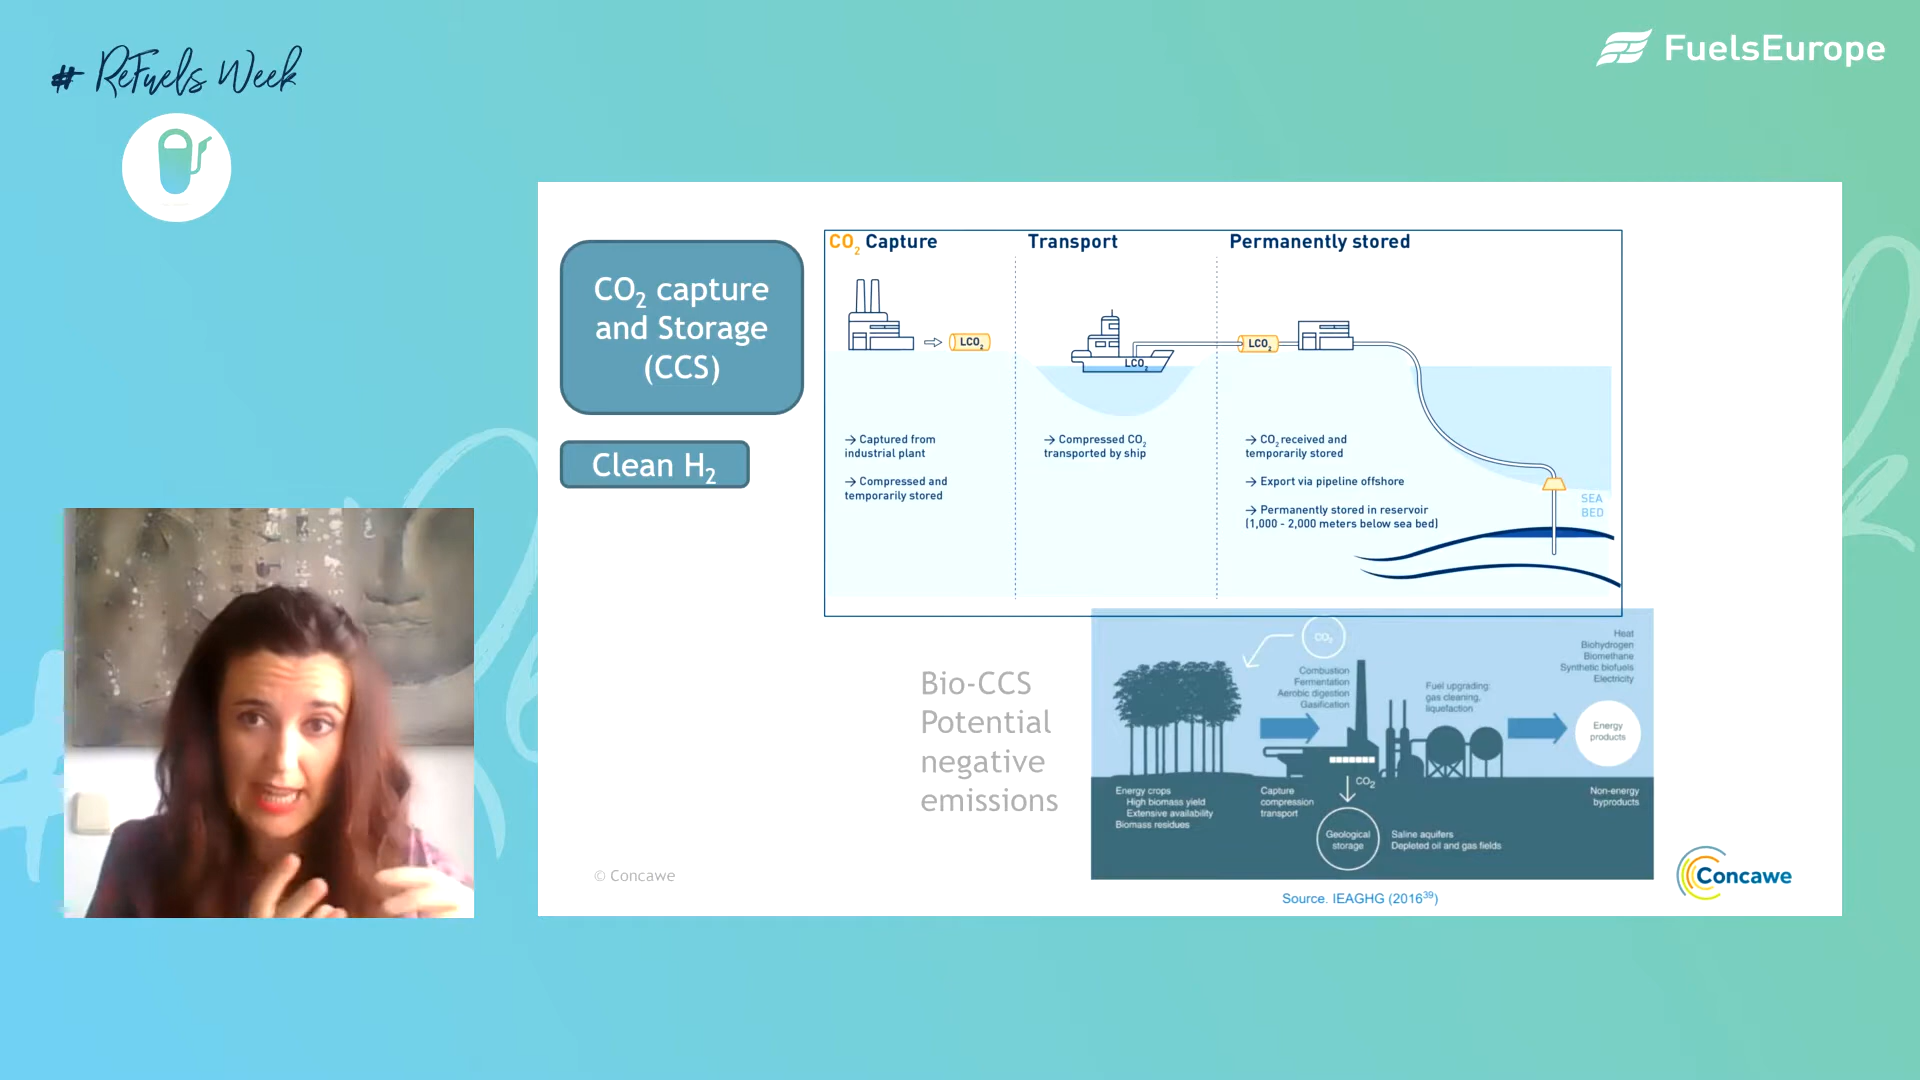 # ReFuels Week
FuelsEurope
CO2 capture
and Storage
(CCS)
Clean H2
CO2 Capture
Transport
Permanently stored
LCO2
LCO2
LCO2
→ Captured from
industrial plant
→ Compressed and
temporarily stored
→ Compressed CO2
transported by ship
→ CO2 received and
temporarily stored
→ Export via pipeline offshore
→ Permanently stored in reservoir
(1,000 - 2,000 meters below sea bed)
SEA
BED
Bio-CCS
Potential
negative
emissions
CO2
Combustion
Fermentation
Aerobic digestion
Gasification
Fuel upgrading:
gas cleaning,
liquefaction
Heat
Biohydrogen
Biomethane
Synthetic biofuels
Electricity
Energy
products
CO2
Energy crops
High biomass yield
Extensive availability
Biomass residues
Capture
compression
transport
Geological
storage
Saline aquifers
Depleted oil and gas fields
Non-energy
byproducts
© Concawe
Source. IEAGHG (201639)
Concawe